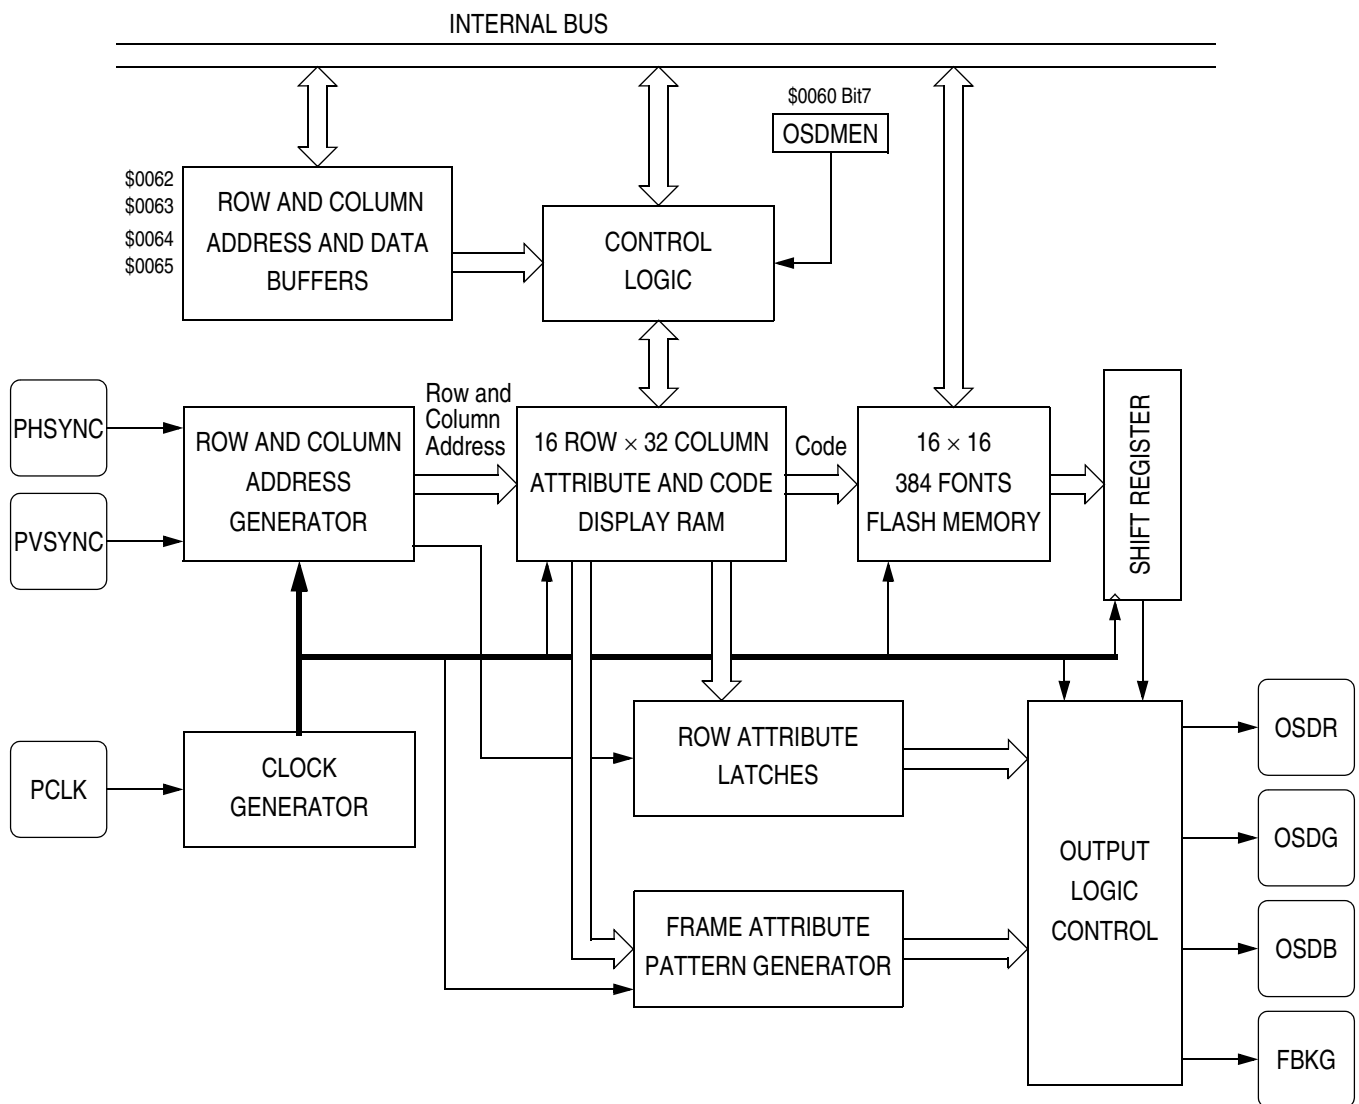 INTERNAL BUS
$0060 Bit7
OSDMEN
$0062
$0063
$0064
$0065
ROW AND COLUMN
ADDRESS AND DATA
BUFFERS
CONTROL
LOGIC
PHSYNC
PVSYNC
ROW AND COLUMN
ADDRESS
GENERATOR
Row and
Column
Address
16 ROW × 32 COLUMN
ATTRIBUTE AND CODE
DISPLAY RAM
Code
16 × 16
384 FONTS
FLASH MEMORY
SHIFT REGISTER
PCLK
CLOCK
GENERATOR
ROW ATTRIBUTE
LATCHES
FRAME ATTRIBUTE
PATTERN GENERATOR
OUTPUT
LOGIC
CONTROL
OSDR
OSDG
OSDB
FBKG